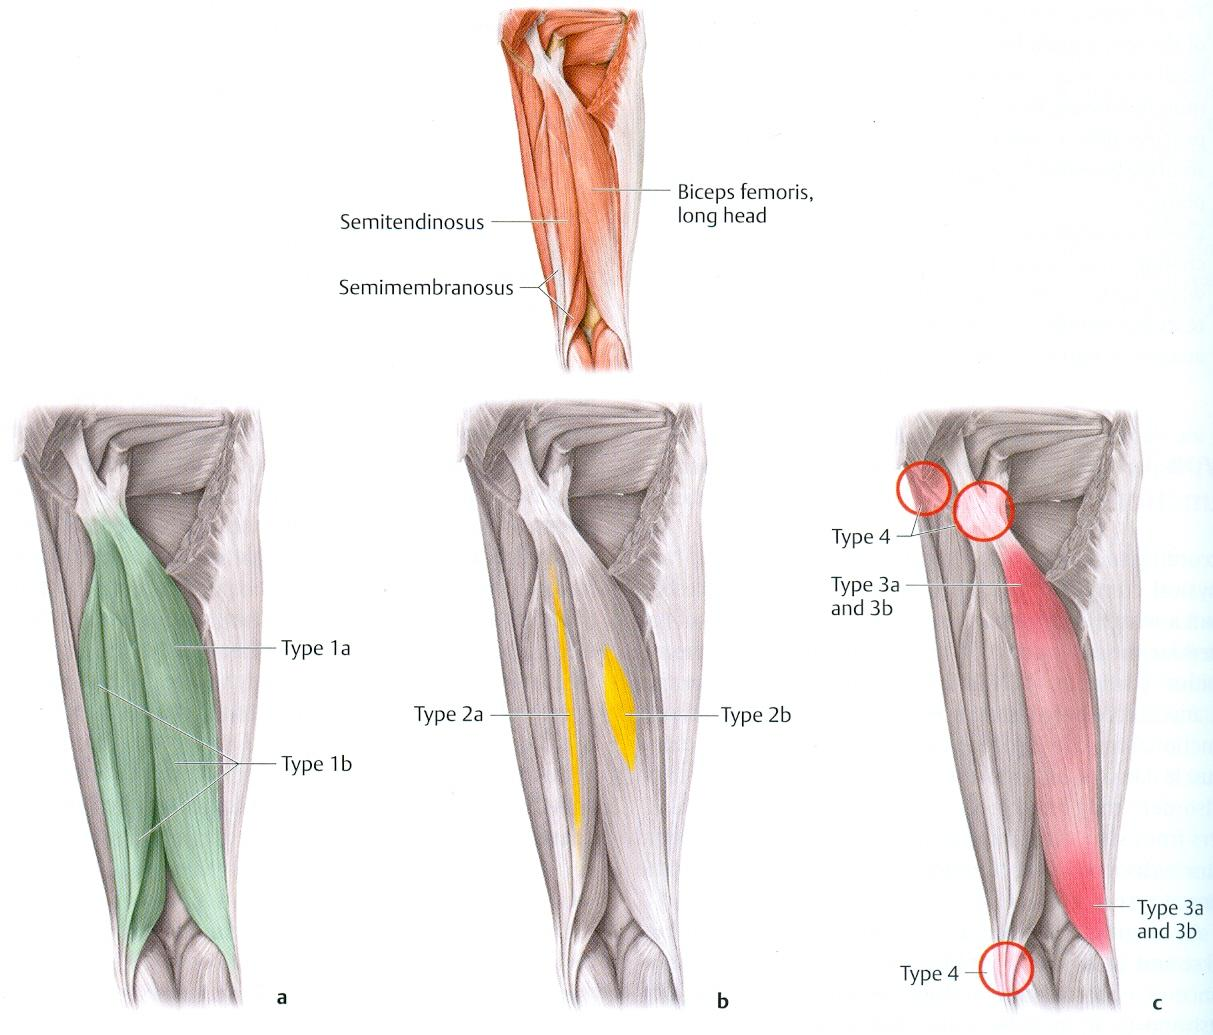 Biceps femoris,
long head
Semitendinosus
Semimembranosus
Type 1a
Type 1b
a
Type 2a
Type 2b
b
Type 4
Type 3a
and 3b
Type 3a
and 3b
Type 4
c